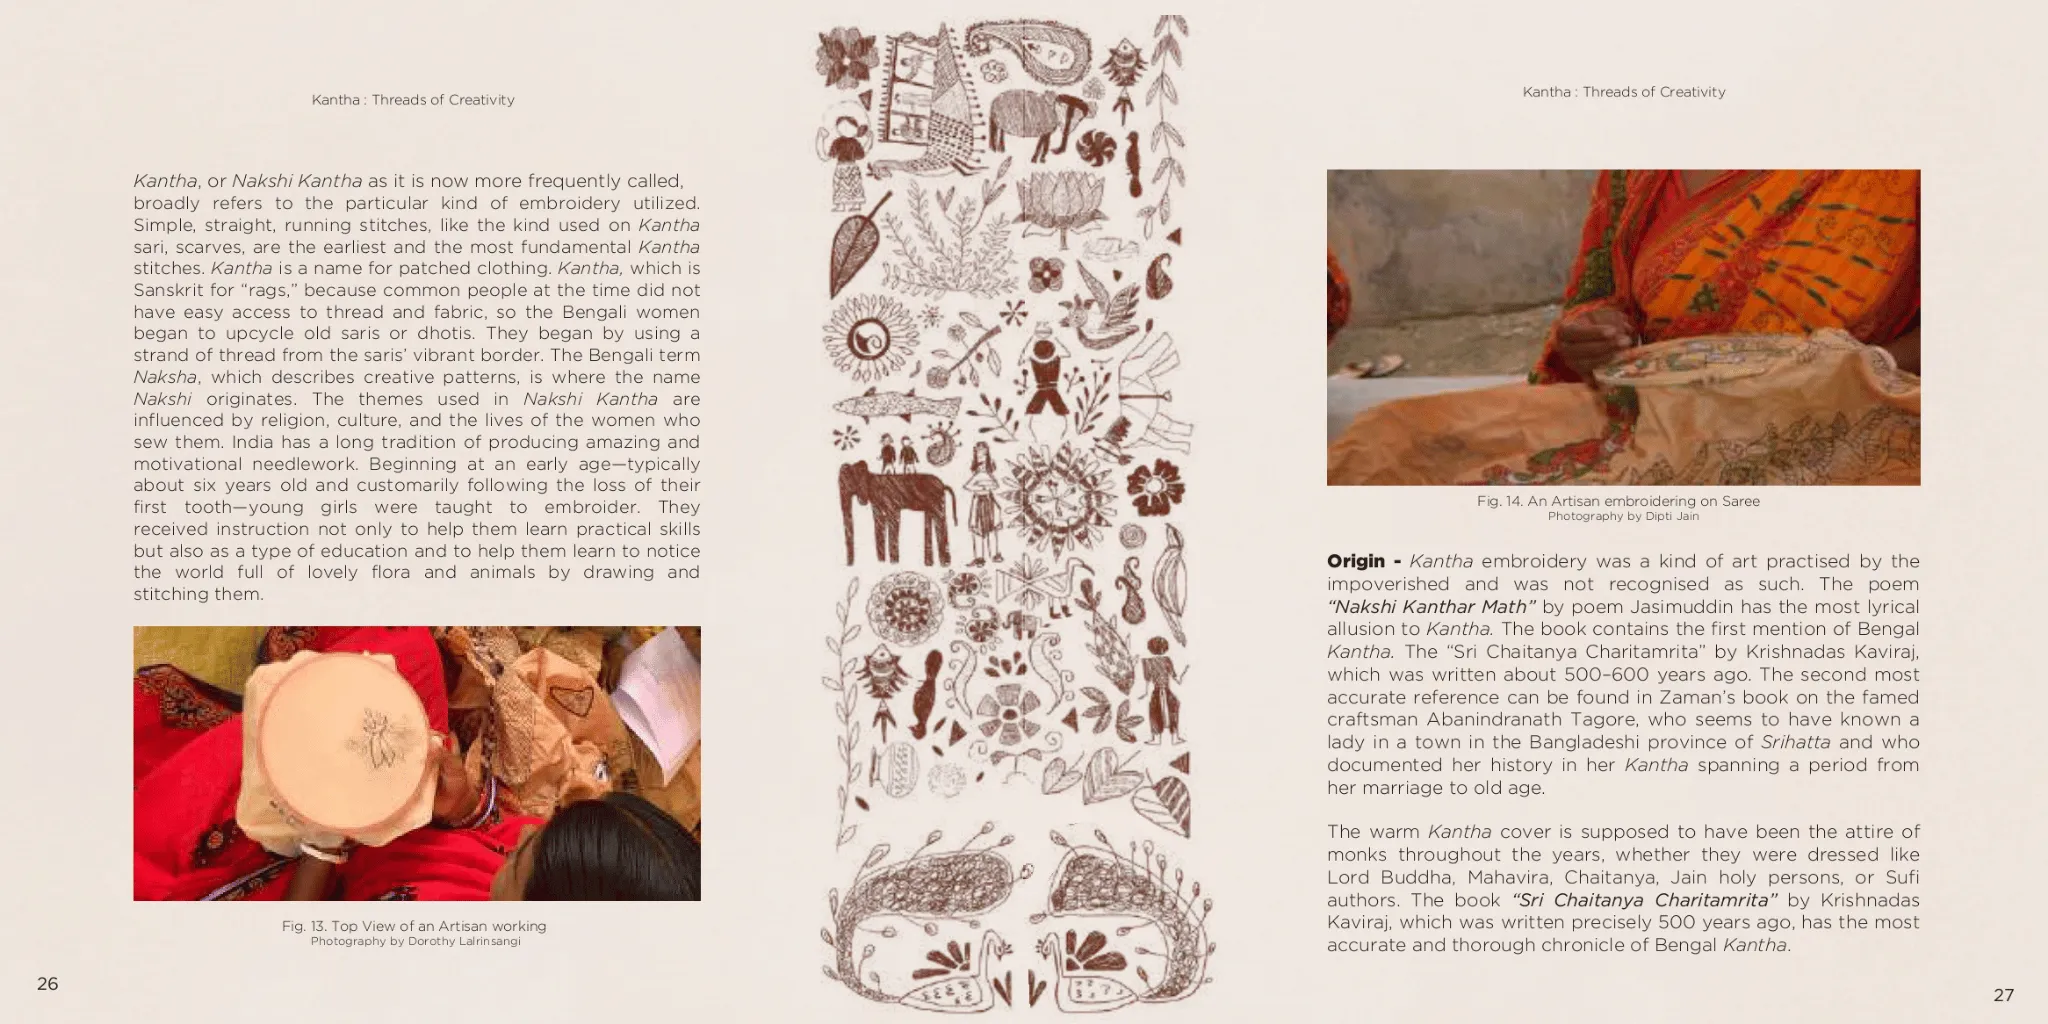 Kantha : Threads of Creativity
Kantha, or Nakshi Kantha as it is now more frequently called,
broadly refers to the particular kind of embroidery utilized.
Simple, straight, running stitches, like the kind used on Kantha
sari, scarves, are the earliest and the most fundamental Kantha
stitches. Kantha is a name for patched clothing. Kantha, which is
Sanskrit for “rags,” because common people at the time did not
have easy access to thread and fabric, so the Bengali women
began to upcycle old saris or dhotis. They began by using a
strand of thread from the saris’ vibrant border. The Bengali term
Naksha, which describes creative patterns, is where the name
Nakshi originates. The themes used in Nakshi Kantha are
influenced by religion, culture, and the lives of the women who
sew them. India has a long tradition of producing amazing and
motivational needlework. Beginning at an early age—typically
about six years old and customarily following the loss of their
first tooth—young girls were taught to embroider. They
received instruction not only to help them learn practical skills
but also as a type of education and to help them learn to notice
the world full of lovely flora and animals by drawing and
stitching them.
Fig. 13. Top View of an Artisan working
Photography by Dorothy Lalrinsangi
26
Kantha : Threads of Creativity
Fig. 14. An Artisan embroidering on Saree
Photography by Dipti Jain
Origin - Kantha embroidery was a kind of art practised by the
impoverished and was not recognised as such. The poem
“Nakshi Kanthar Math” by poem Jasimuddin has the most lyrical
allusion to Kantha. The book contains the first mention of Bengal
Kantha. The “Sri Chaitanya Charitamrita” by Krishnadas Kaviraj,
which was written about 500–600 years ago. The second most
accurate reference can be found in Zaman’s book on the famed
craftsman Abanindranath Tagore, who seems to have known a
lady in a town in the Bangladeshi province of Srihatta and who
documented her history in her Kantha spanning a period from
her marriage to old age.
The warm Kantha cover is supposed to have been the attire of
monks throughout the years, whether they were dressed like
Lord Buddha, Mahavira, Chaitanya, Jain holy persons, or Sufi
authors. The book “Sri Chaitanya Charitamrita” by Krishnadas
Kaviraj, which was written precisely 500 years ago, has the most
accurate and thorough chronicle of Bengal Kantha.
27